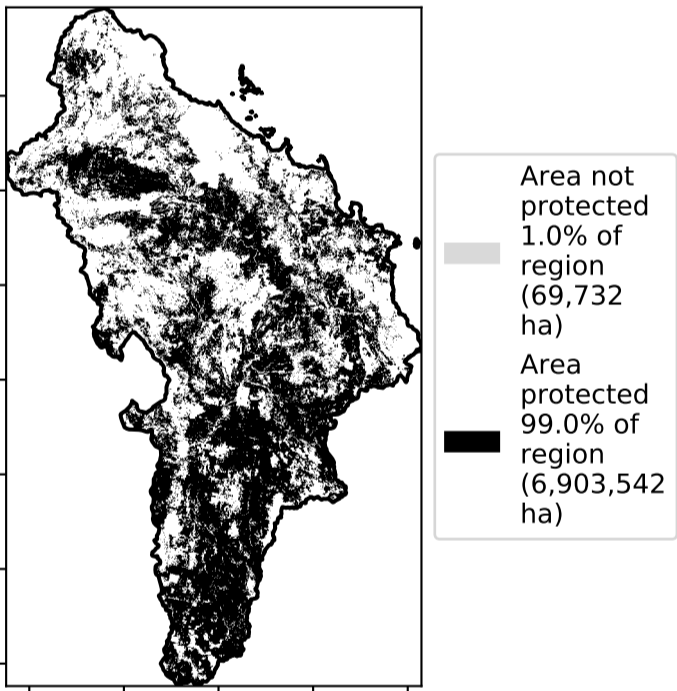 Area not
protected
1.0% of
region
(69,732
ha)
Area
protected
99.0% of
region
(6,903,542
ha)